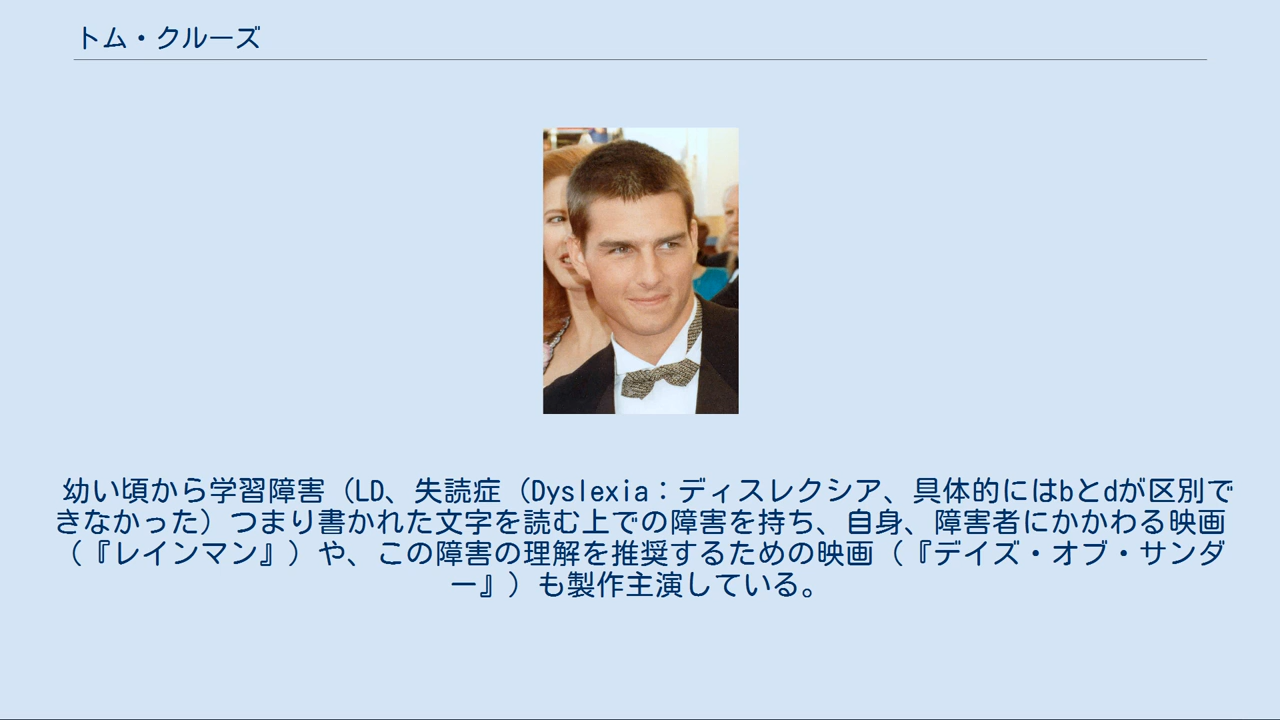 トム・クルーズ
幼い頃から学習障害（LD、失読症（Dyslexia：ディスレクシア、具体的にはbとdが区別で
きなかった）つまり書かれた文字を読む上での障害を持ち、自身、障害者にかかわる映画
（『レインマン』）や、この障害の理解を推奨するための映画（『デイズ・オブ・サンダ
ー』）も製作主演している。